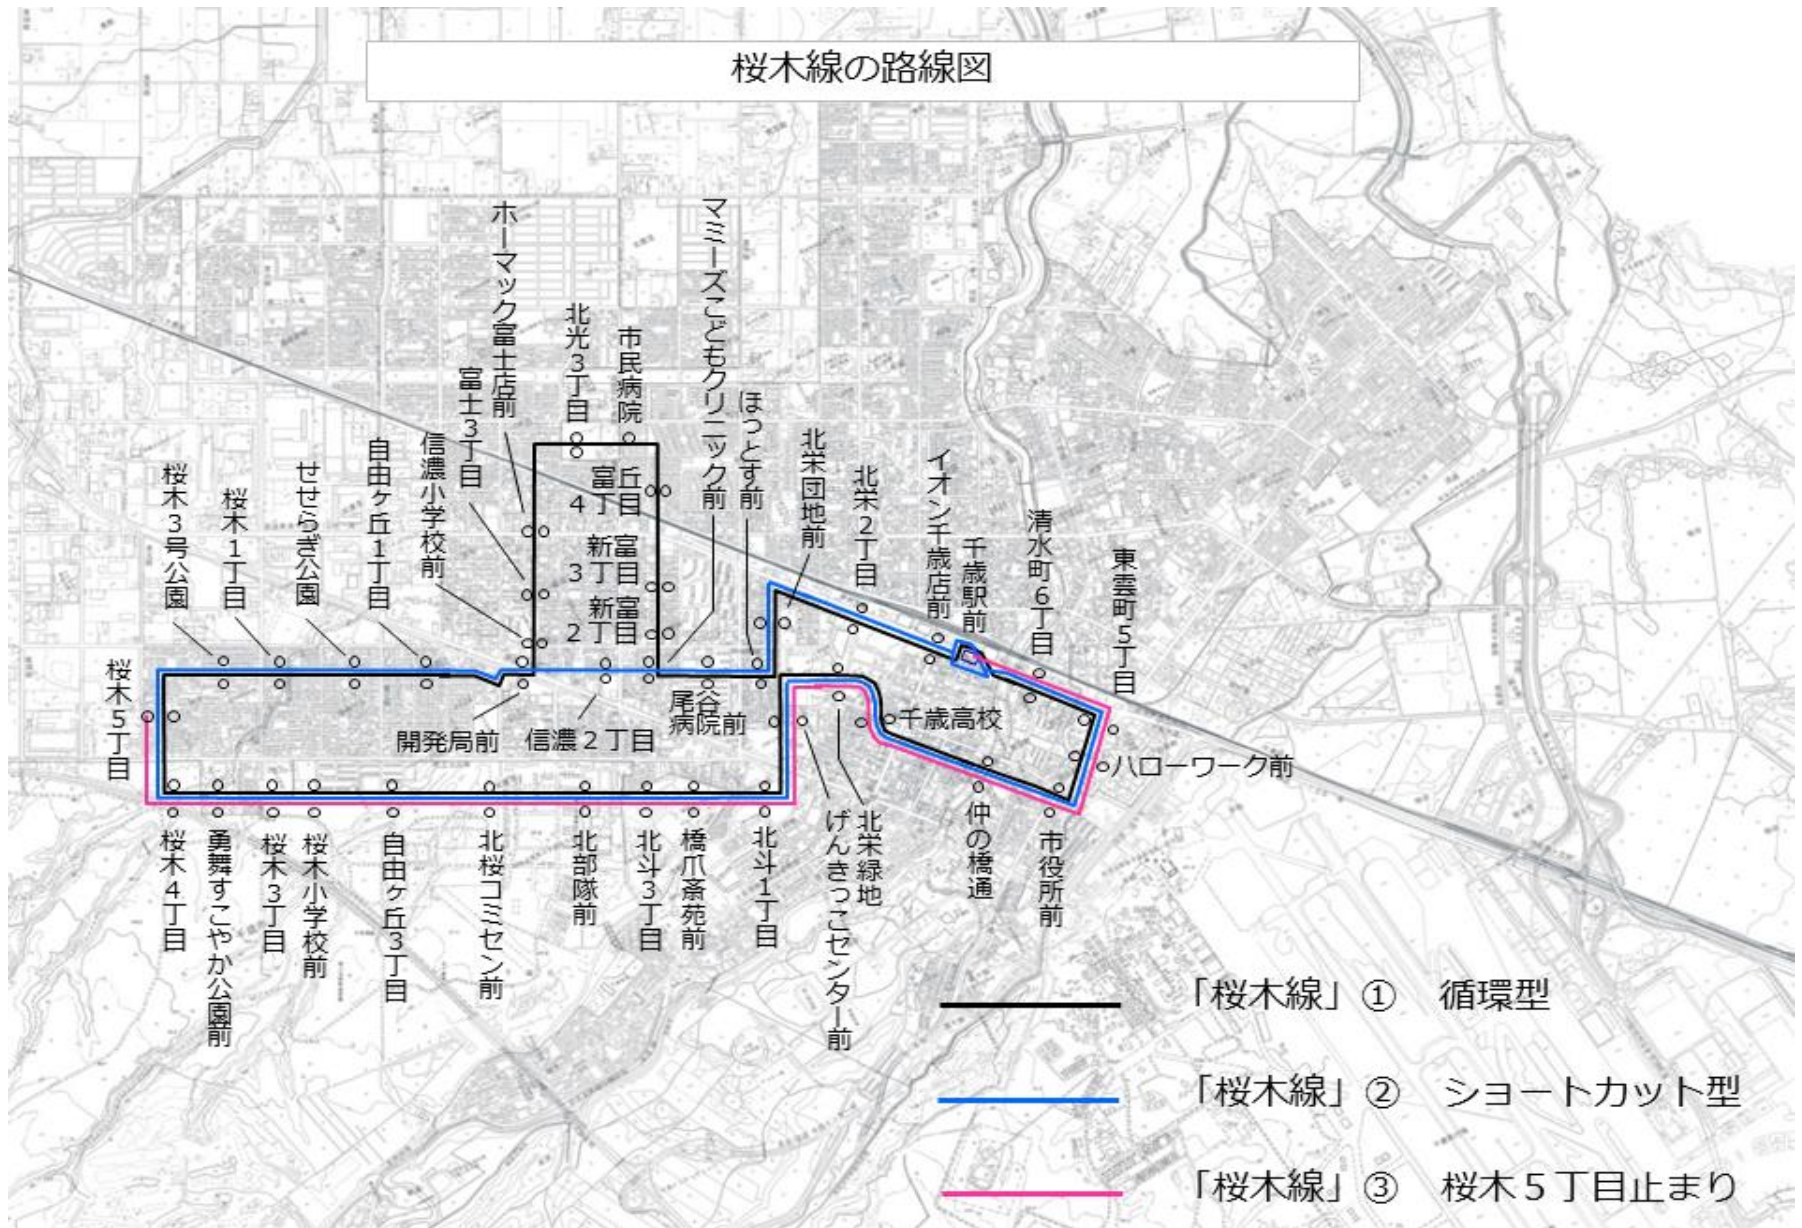 桜木線の路線図
ホーマック富士店前
マミーズこどもクリニック前
北光３丁目
市民病院
富士３丁目
ほっとす前
信濃小学校前
自由ヶ丘１丁目
せせらぎ公園
桜木３号公園
桜木１丁目
富丘
４丁目
北栄団地前
北栄２丁目
イオン千歳店前
千歳駅前
清水町６丁目
東雲町５丁目
新富
３丁目
新富
２丁目
桜木５丁目
開発局前
信濃２丁目
尾谷
病院前
千歳高校
ハローワーク前
桜木４丁目
勇舞すこやか公園前
桜木３丁目
桜木小学校前
自由ヶ丘３丁目
北桜コミセン前
北部隊前
北斗３丁目
橋爪斎苑前
北斗１丁目
げんきっこセンター前
北栄緑地
仲の橋通
市役所前
「桜木線」① 循環型
「桜木線」② ショートカット型
「桜木線」③ 桜木５丁目止まり